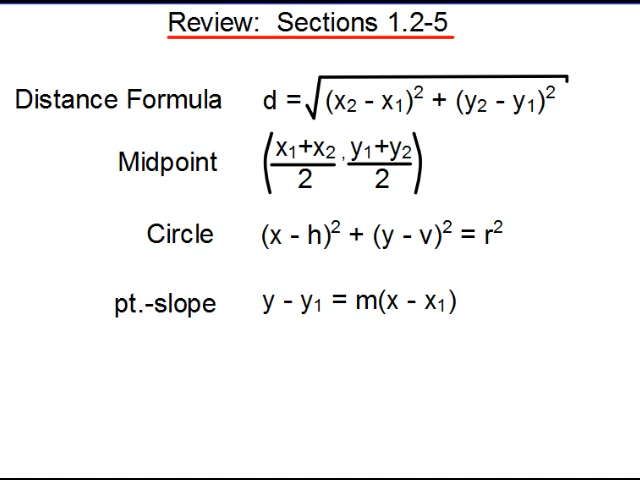 Review: Sections 1.2-5
Distance Formula d = √(x₂ - x₁)² + (y₂ - y₁)²
Midpoint (x₁+x₂/2 , y₁+y₂/2)
Circle (x - h)² + (y - v)² = r²
pt.-slope y - y₁ = m(x - x₁)